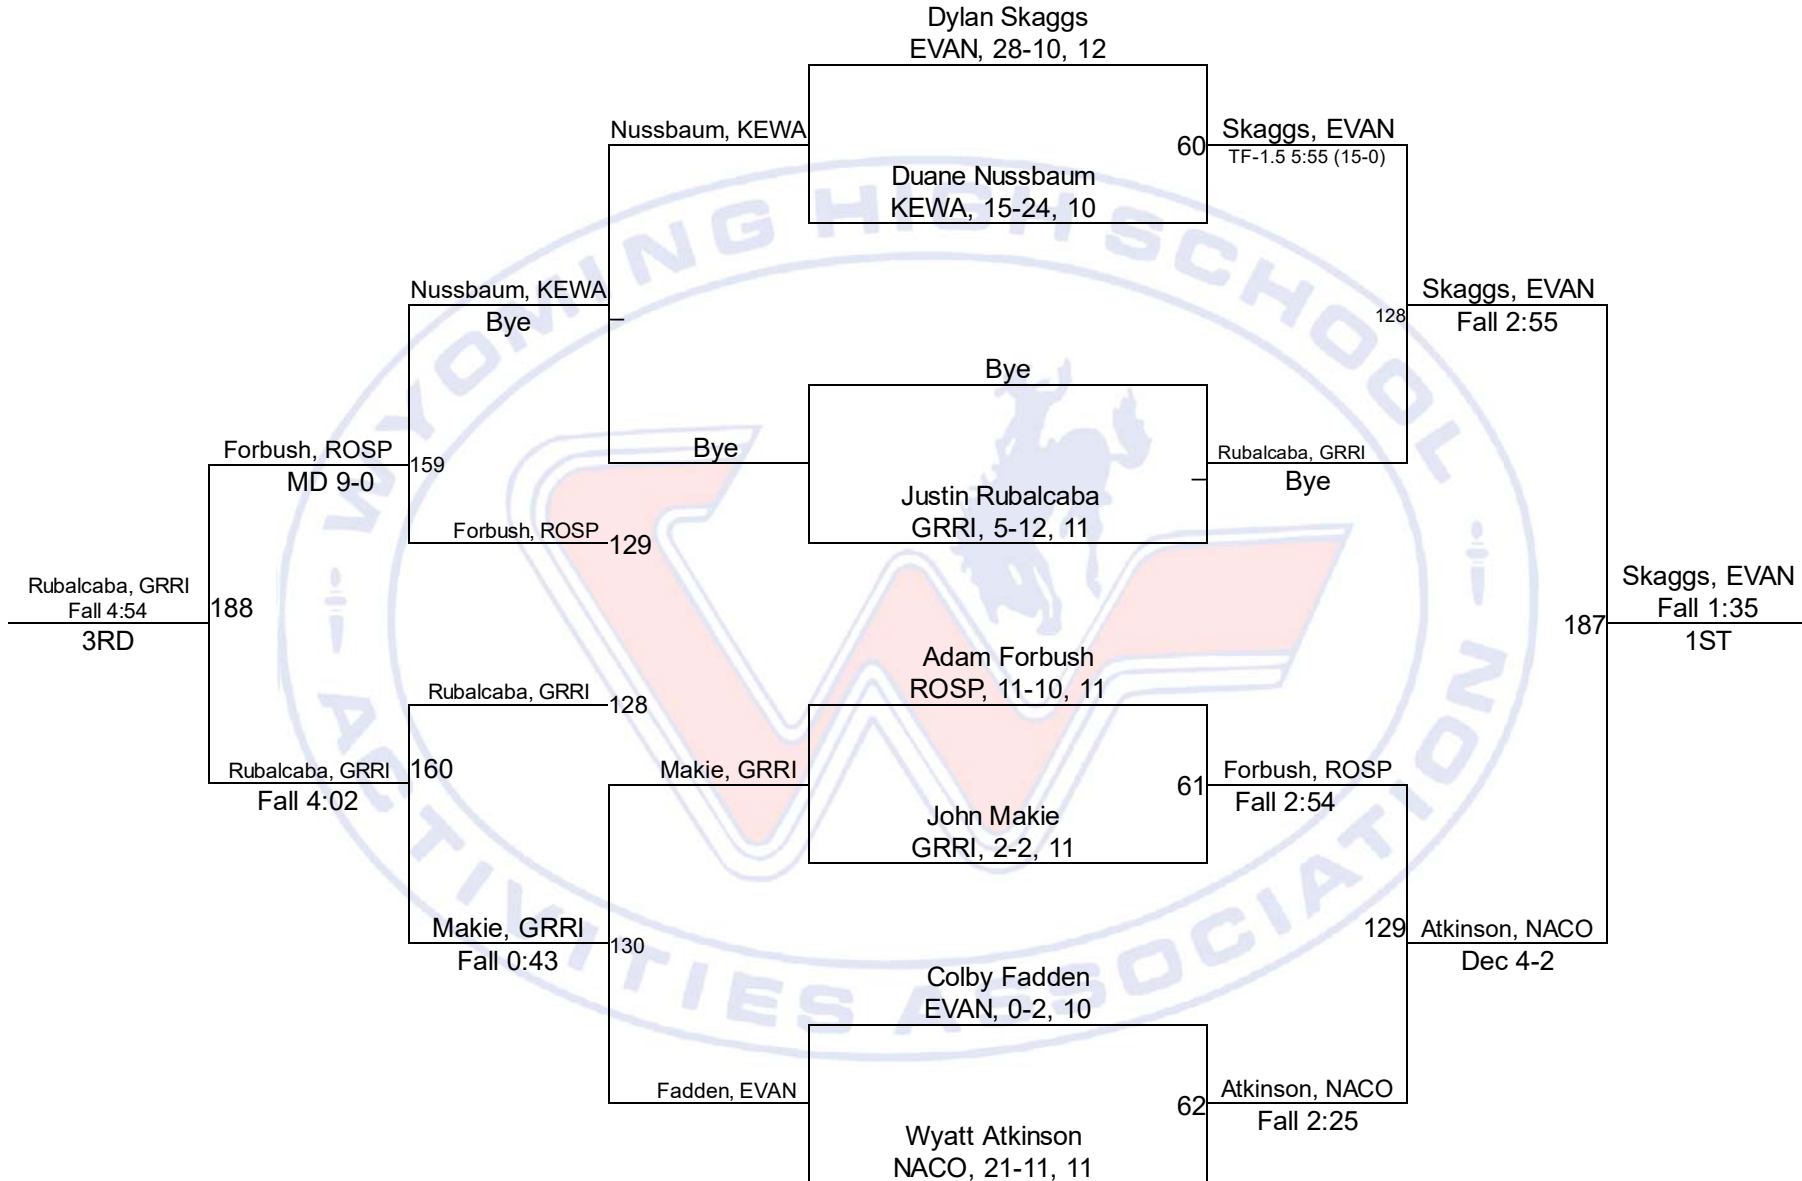 Dylan Skaggs
EVAN, 28-10, 12
Nussbaum, KEWA
60
Skaggs, EVAN
TF-1.5 5:55 (15-0)
Duane Nussbaum
KEWA, 15-24, 10
WYOMING HIGH SCHOOL
ACTIVITIES ASSOCIATION
Nussbaum, KEWA
Bye
128
Skaggs, EVAN
Fall 2:55
Bye
Forbush, ROSP
MD 9-0
159
Bye
Rubalcaba, GRRI
Bye
Justin Rubalcaba
GRRI, 5-12, 11
Forbush, ROSP
129
Rubalcaba, GRRI
Fall 4:54
3RD
188
187
Skaggs, EVAN
Fall 1:35
1ST
Adam Forbush
ROSP, 11-10, 11
Rubalcaba, GRRI
128
Rubalcaba, GRRI
Fall 4:02
160
Makie, GRRI
61
Forbush, ROSP
Fall 2:54
John Makie
GRRI, 2-2, 11
Makie, GRRI
Fall 0:43
130
129
Atkinson, NACO
Dec 4-2
Colby Fadden
EVAN, 0-2, 10
Fadden, EVAN
62
Atkinson, NACO
Fall 2:25
Wyatt Atkinson
NACO, 21-11, 11